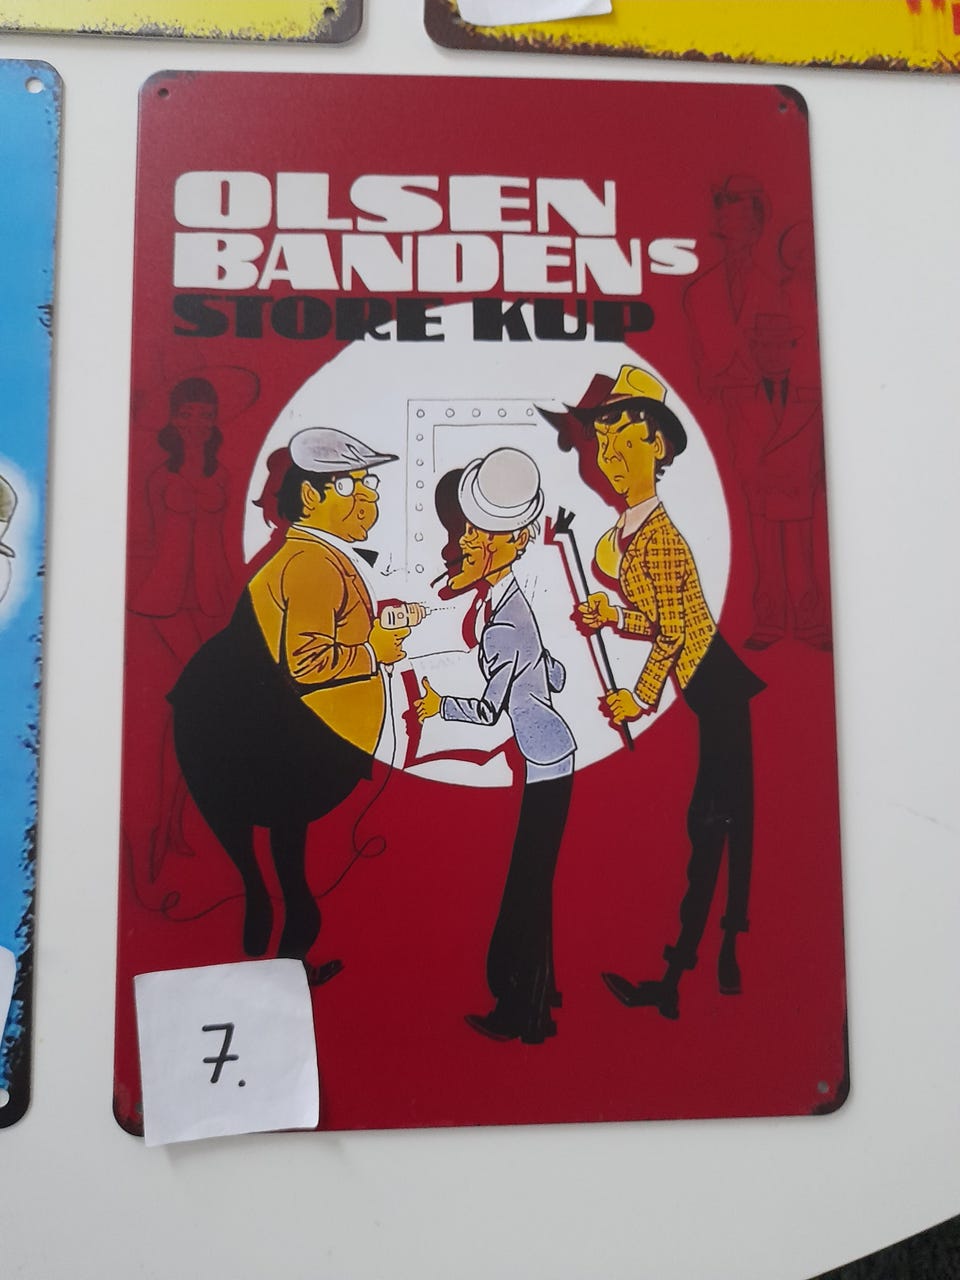 OLSEN
BANDENs
STORE KUP
7.